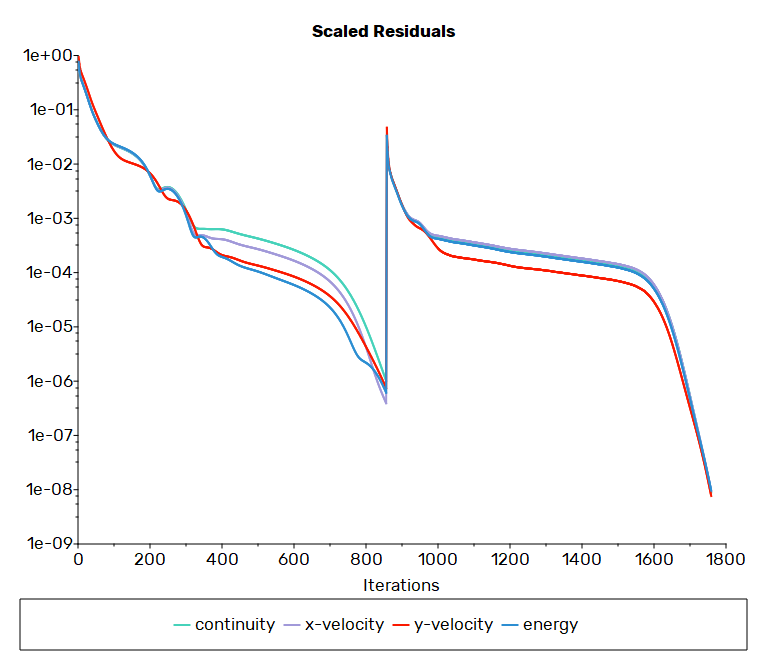 Scaled Residuals
1e+00
1e-01
1e-02
1e-03
1e-04
1e-05
1e-06
1e-07
1e-08
1e-09
0 200 400 600 800 1000 1200 1400 1600 1800
Iterations
continuity x-velocity y-velocity energy